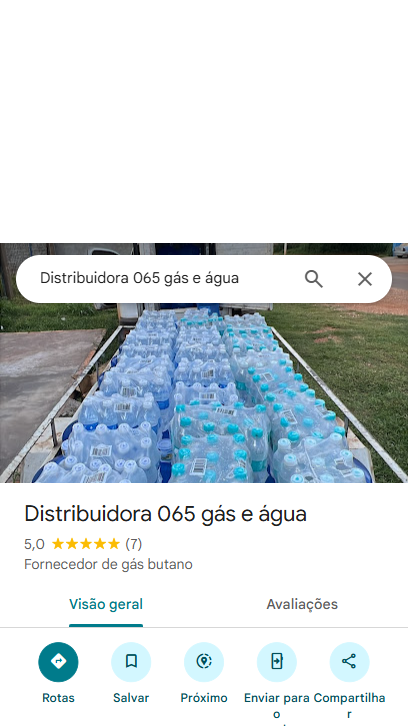 Distribuidora 065 gás e água
Distribuidora 065 gás e água
5,0 (7)
Fornecedor de gás butano
Visão geral
Avaliações
Rotas
Salvar
Próximo
Enviar para o
Compartilhar